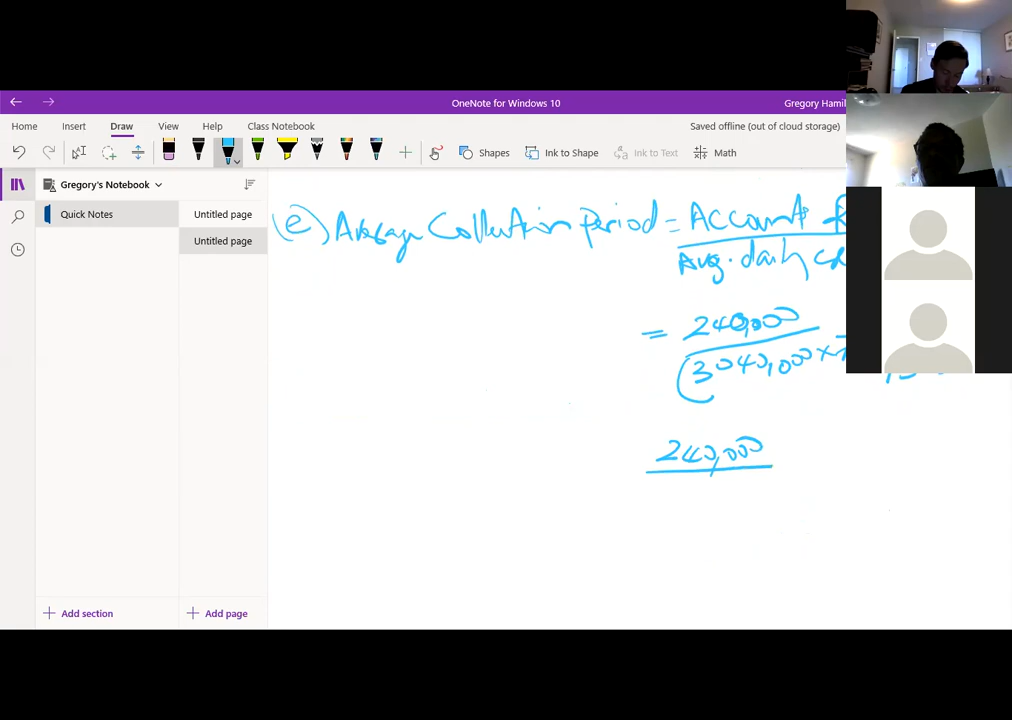 OneNote for Windows 10
Gregory Hamil
Home Insert Draw View Help Class Notebook
Saved offline (out of cloud storage)
Shapes Ink to Shape Ink to Text Math
Gregory's Notebook
Quick Notes
Untitled page
Untitled page
(e) Average Collection Period = Accounts
Avg. daily
= 240,000
(3040,000 ×
240,000
Add section
Add page